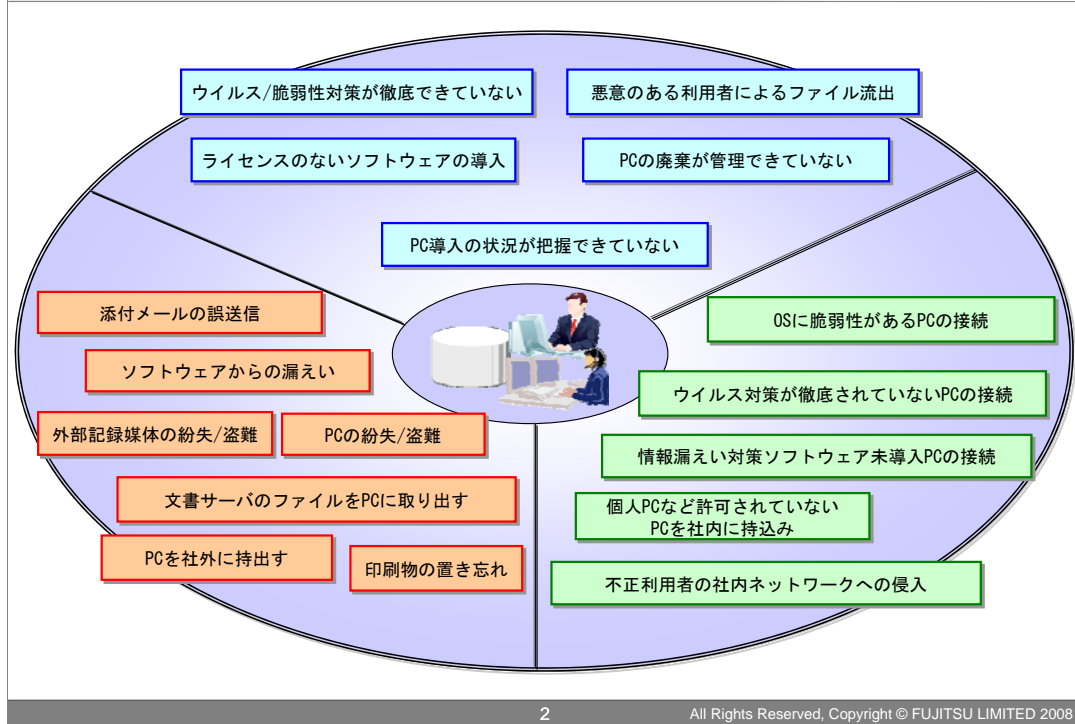 ウイルス/脆弱性対策が徹底できていない
悪意のある利用者によるファイル流出
ライセンスのないソフトウェアの導入
PCの廃棄が管理できていない
PC導入の状況が把握できていない
添付メールの誤送信
ソフトウェアからの漏えい
外部記録媒体の紛失/盗難
PCの紛失/盗難
文書サーバのファイルをPCに取り出す
PCを社外に持出す
印刷物の置き忘れ
OSに脆弱性があるPCの接続
ウイルス対策が徹底されていないPCの接続
情報漏えい対策ソフトウェア未導入PCの接続
個人PCなど許可されていない
PCを社内に持込み
不正利用者の社内ネットワークへの侵入
2
All Rights Reserved, Copyright © FUJITSU LIMITED 2008